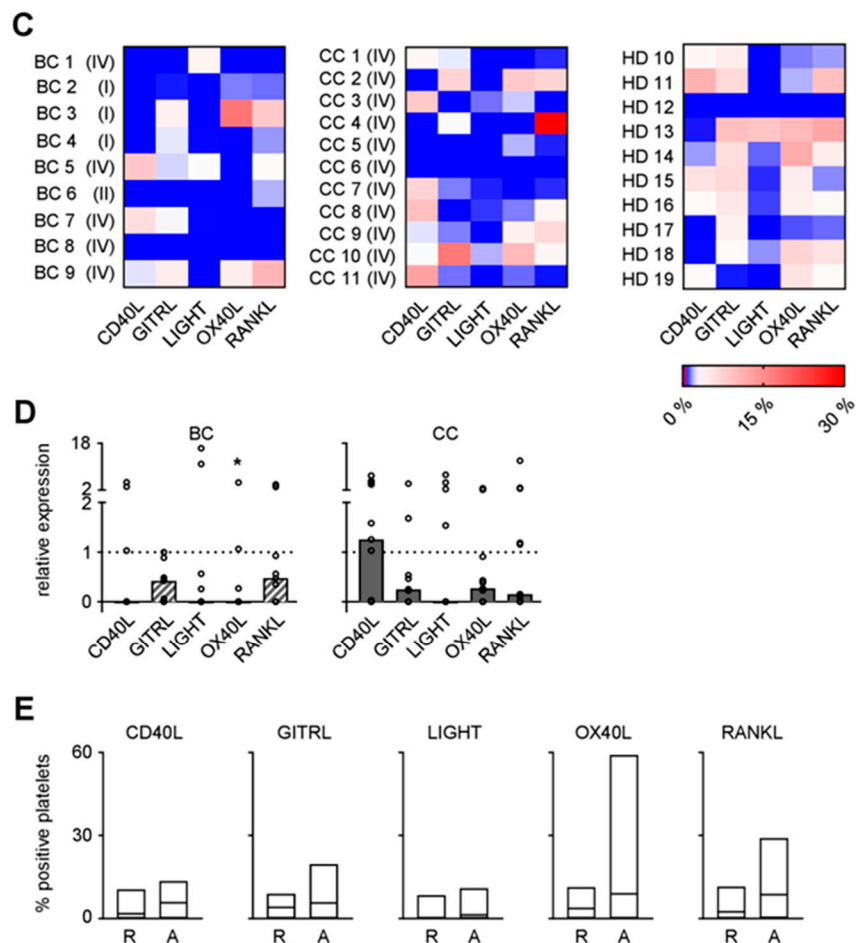 C
BC 1 (IV)
BC 2 (I)
BC 3 (I)
BC 4 (I)
BC 5 (IV)
BC 6 (II)
BC 7 (IV)
BC 8 (IV)
BC 9 (IV)
CD40L
GITRL
LIGHT
OX40L
RANKL
CC 1 (IV)
CC 2 (IV)
CC 3 (IV)
CC 4 (IV)
CC 5 (IV)
CC 6 (IV)
CC 7 (IV)
CC 8 (IV)
CC 9 (IV)
CC 10 (IV)
CC 11 (IV)
CD40L
GITRL
LIGHT
OX40L
RANKL
HD 10
HD 11
HD 12
HD 13
HD 14
HD 15
HD 16
HD 17
HD 18
HD 19
CD40L
GITRL
LIGHT
OX40L
RANKL
0 %
15 %
30 %
D
relative expression
BC
18
2
2
1
0
*
CD40L
GITRL
LIGHT
OX40L
RANKL
CC
CD40L
GITRL
LIGHT
OX40L
RANKL
E
% positive platelets
60
30
0
CD40L
R A
GITRL
R A
LIGHT
R A
OX40L
R A
RANKL
R A